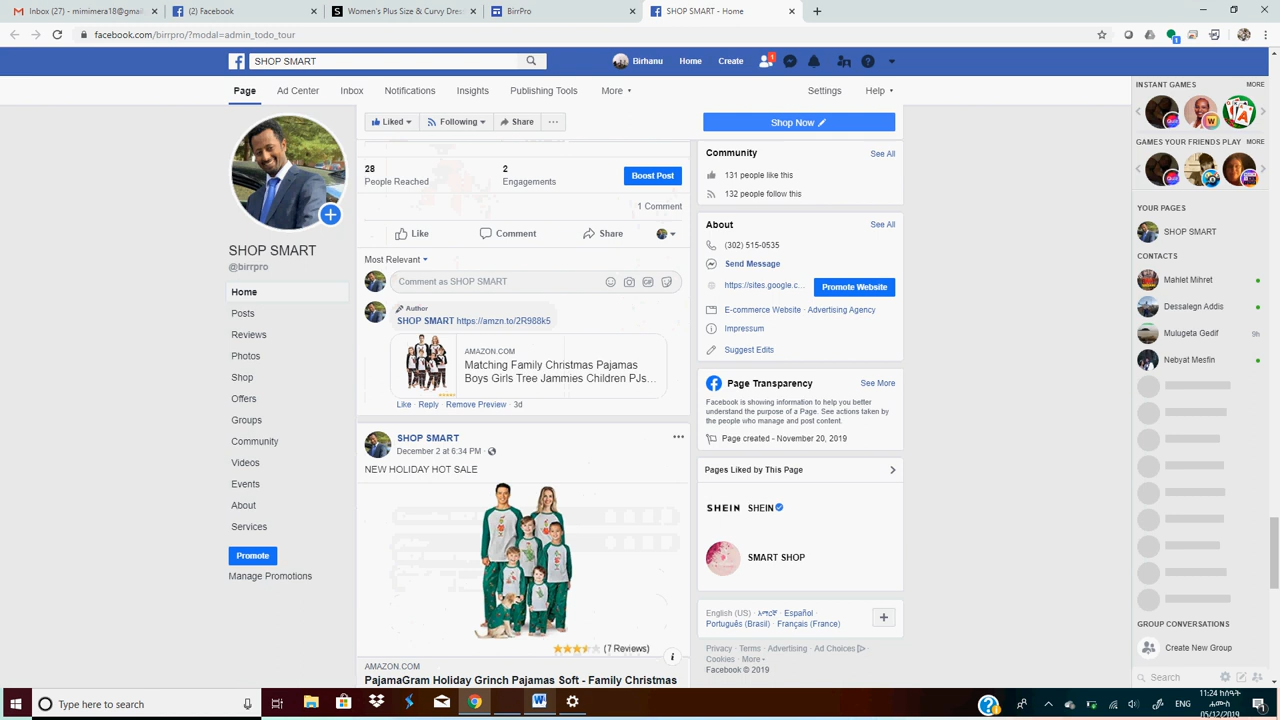 Inbox (27) - mimimera18@gmail
(2) Facebook
Women's Plus Size & Curvy Dres
BirrPro
SHOP SMART - Home
facebook.com/birrpro/?modal=admin_todo_tour
SHOP SMART
Birhanu
Home
Create
1
Page
Ad Center
Inbox
Notifications
Insights
Publishing Tools
More
Settings
Help
Liked
Following
Share
Shop Now
28
People Reached
2
Engagements
Boost Post
1 Comment
Like
Comment
Share
Most Relevant
Comment as SHOP SMART
GIF
Author
SHOP SMART https://amzn.to/2R988k5
AMAZON.COM
Matching Family Christmas Pajamas
Boys Girls Tree Jammies Children PJs...
Like · Reply · Remove Preview · 3d
SHOP SMART
December 2 at 6:34 PM ·
NEW HOLIDAY HOT SALE
(7 Reviews)
AMAZON.COM
PajamaGram Holiday Grinch Pajamas Soft - Family Christmas
SHOP SMART
@birrpro
Home
Posts
Reviews
Photos
Shop
Offers
Groups
Community
Videos
Events
About
Services
Promote
Manage Promotions
Community
See All
131 people like this
132 people follow this
About
See All
(302) 515-0535
Send Message
https://sites.google.c...
Promote Website
E-commerce Website · Advertising Agency
Impressum
Suggest Edits
Page Transparency
See More
Facebook is showing information to help you better
understand the purpose of a Page. See actions taken by
the people who manage and post content.
Page created - November 20, 2019
Pages Liked by This Page
SHEIN SHEIN
SMART SHOP
English (US) · አማርኛ · Español ·
Português (Brasil) · Français (France)
Privacy · Terms · Advertising · Ad Choices ·
Cookies · More
Facebook © 2019
INSTANT GAMES
MORE
GAMES YOUR FRIENDS PLAY
MORE
YOUR PAGES
SHOP SMART
CONTACTS
Mahlet Mihret
Dessalegn Addis
Mulugeta Gedif
9h
Nebyat Mesfin
GROUP CONVERSATIONS
Create New Group
Search
Type here to search
ENG
11:24 ከሰዓት
ሐሙስ
05/12/2019